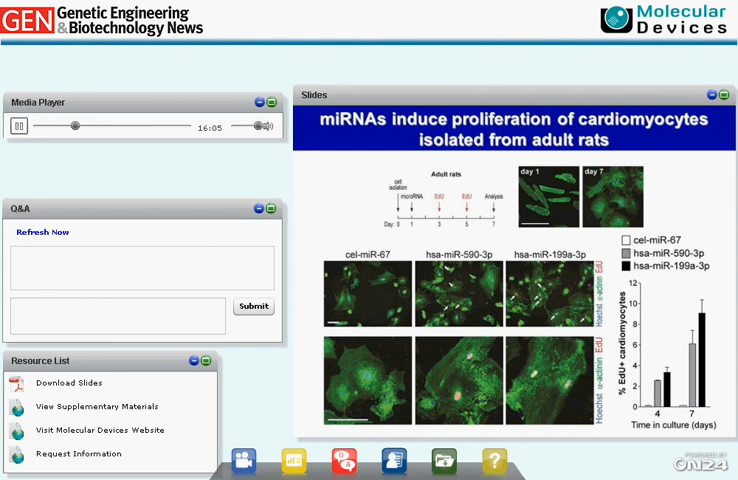 GEN Genetic Engineering
& Biotechnology News
Molecular
Devices
Media Player
16:05
Q&A
Refresh Now
Submit
Resource List
Download Slides
View Supplementary Materials
Visit Molecular Devices Website
Request Information
Slides
miRNAs induce proliferation of cardiomyocytes
isolated from adult rats
Adult rats
cell
isolation
microRNA
EdU
EdU
Analysis
Day: 0 1 3 5 7
day 1
day 7
cel-miR-67
hsa-miR-590-3p
hsa-miR-199a-3p
cel-miR-67
hsa-miR-590-3p
hsa-miR-199a-3p
Hoechst α-actinin EdU
Hoechst α-actinin EdU
% EdU+ cardiomyocytes
12
10
8
6
4
2
0
4 7
Time in culture (days)
Q
A
?
POWERED BY
ON24